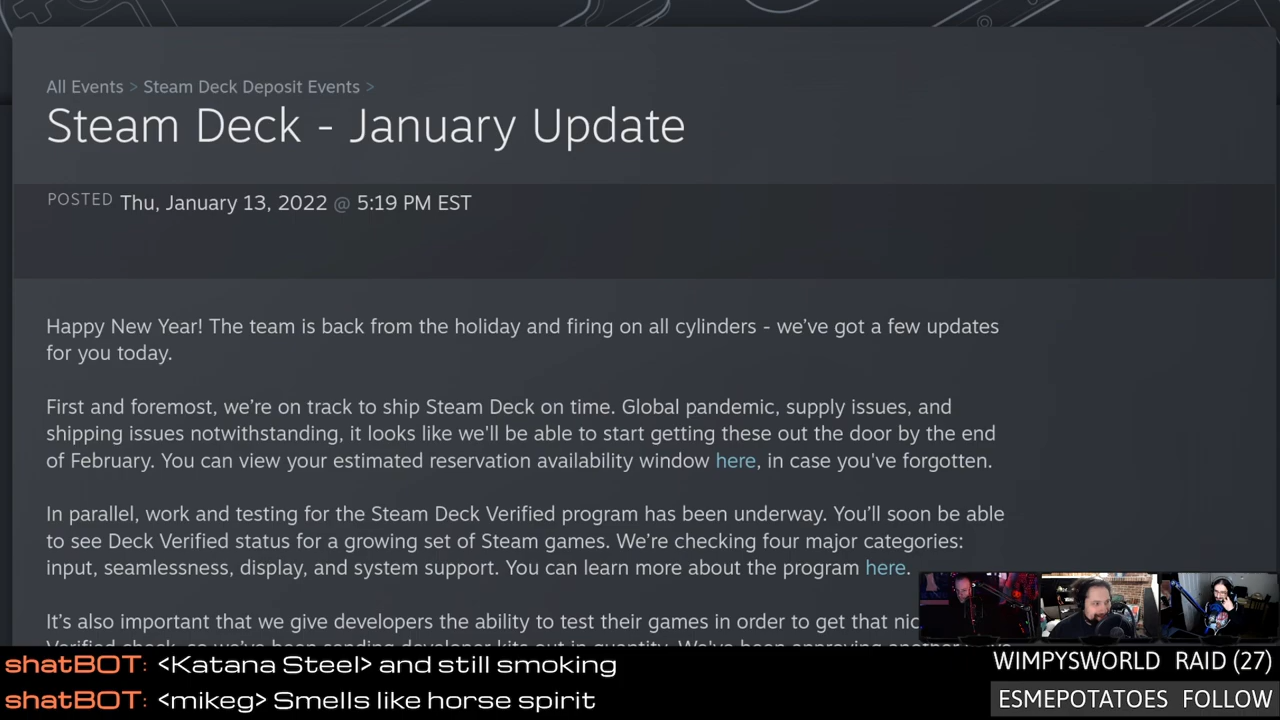 All Events > Steam Deck Deposit Events >
Steam Deck - January Update
POSTED Thu, January 13, 2022 @ 5:19 PM EST
Happy New Year! The team is back from the holiday and firing on all cylinders - we’ve got a few updates
for you today.
First and foremost, we’re on track to ship Steam Deck on time. Global pandemic, supply issues, and
shipping issues notwithstanding, it looks like we'll be able to start getting these out the door by the end
of February. You can view your estimated reservation availability window here, in case you've forgotten.
In parallel, work and testing for the Steam Deck Verified program has been underway. You’ll soon be able
to see Deck Verified status for a growing set of Steam games. We’re checking four major categories:
input, seamlessness, display, and system support. You can learn more about the program here.
It’s also important that we give developers the ability to test their games in order to get that
shatBOT: <Katana Steel> and still smoking
WIMPYSWORLD RAID (27)
shatBOT: <mikeg> Smells like horse spirit
ESMEPOTATOES FOLLOW